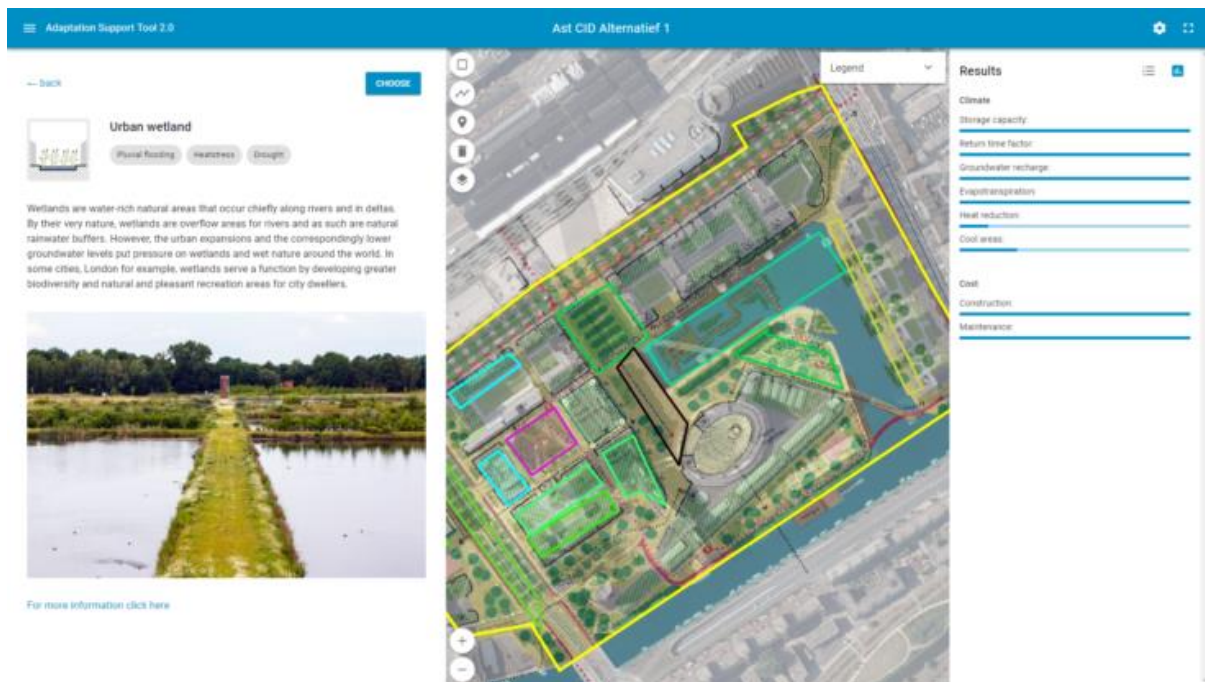 Adaptation Support Tool 2.0
Ast CID Alternatief 1
← back
CHOOSE
Urban wetland
Pluvial flooding
Heatstress
Drought
Wetlands are water-rich natural areas that occur chiefly along rivers and in deltas.
By their very nature, wetlands are overflow areas for rivers and as such are natural
rainwater buffers. However, the urban expansions and the correspondingly lower
groundwater levels put pressure on wetlands and wet nature around the world. In
some cities, London for example, wetlands serve a function by developing greater
biodiversity and natural and pleasant recreation areas for city dwellers.
For more information click here
Legend
Results
Climate
Storage capacity:
Return time factor:
Groundwater recharge:
Evapotranspiration:
Heat reduction:
Cool areas:
Cost
Construction:
Maintenance: